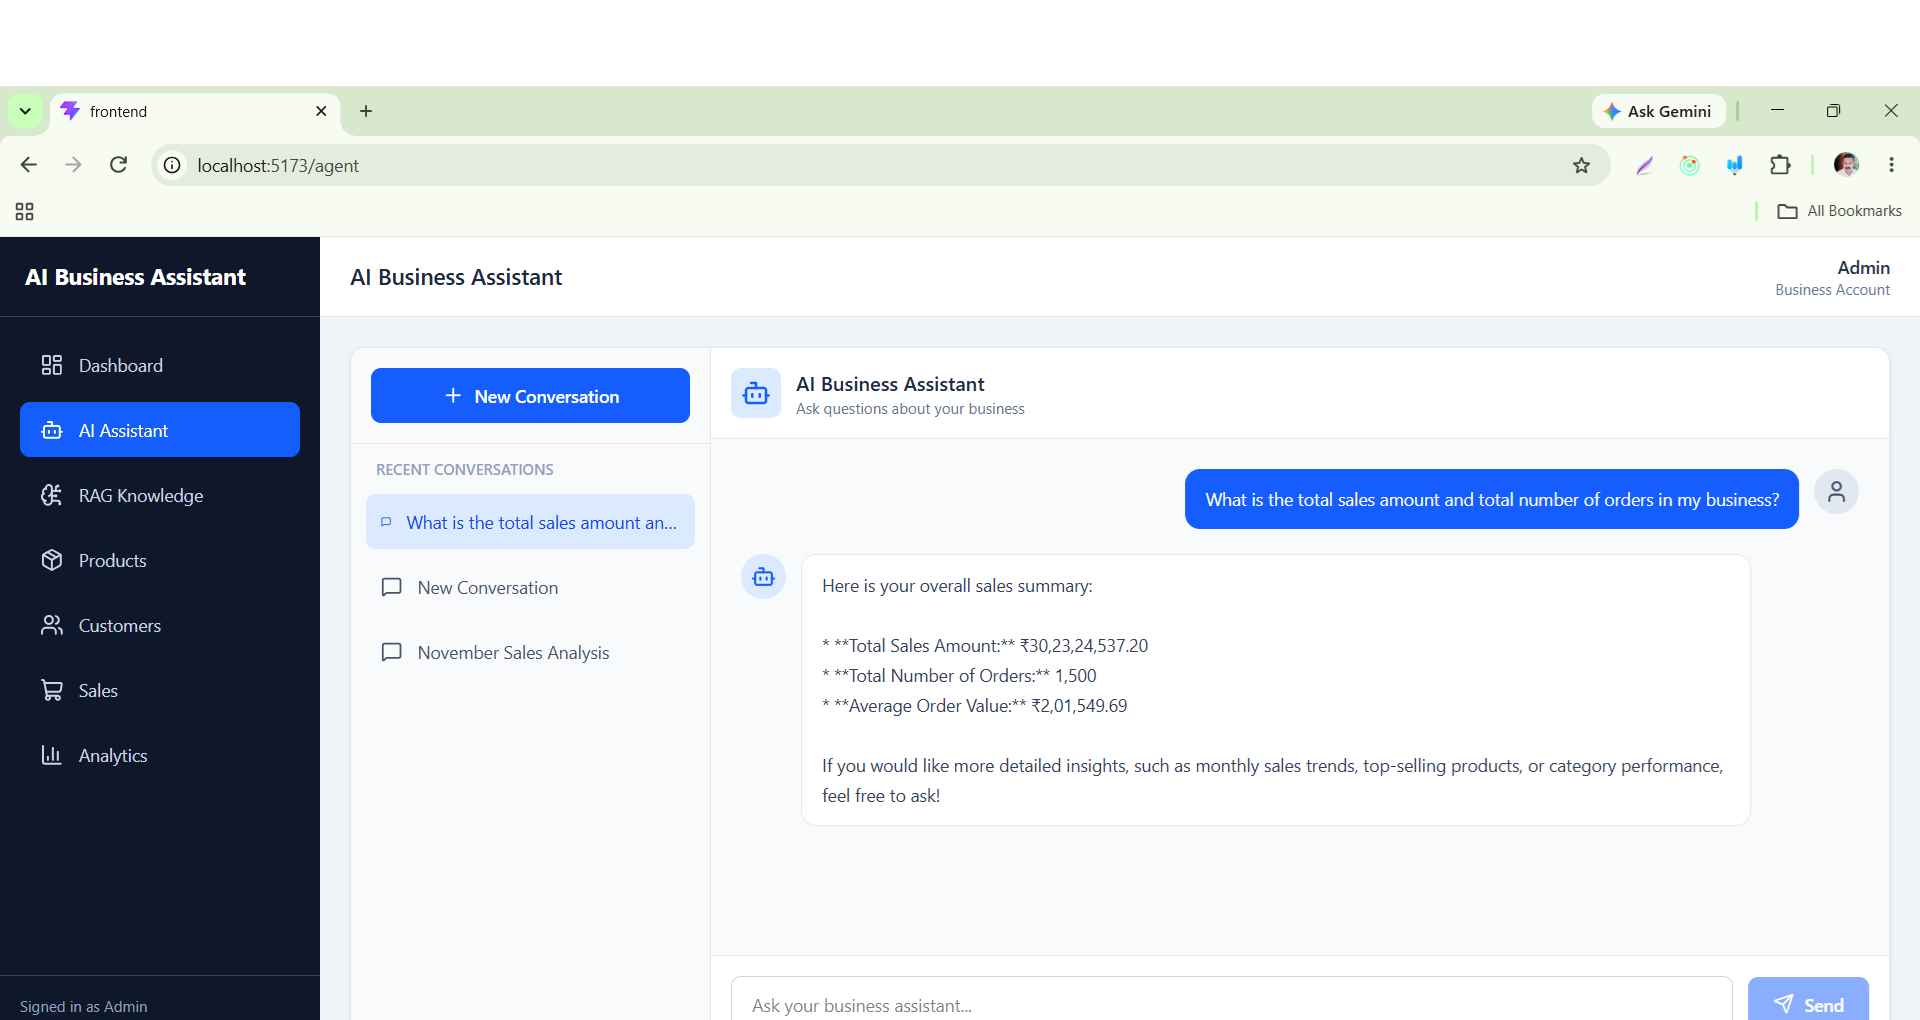 frontend
Ask Gemini
localhost:5173/agent
All Bookmarks
AI Business Assistant
Dashboard
AI Assistant
RAG Knowledge
Products
Customers
Sales
Analytics
Signed in as Admin
AI Business Assistant
Admin
Business Account
New Conversation
RECENT CONVERSATIONS
What is the total sales amount an...
New Conversation
November Sales Analysis
AI Business Assistant
Ask questions about your business
What is the total sales amount and total number of orders in my business?
Here is your overall sales summary:
* **Total Sales Amount:** ₹30,23,24,537.20
* **Total Number of Orders:** 1,500
* **Average Order Value:** ₹2,01,549.69
If you would like more detailed insights, such as monthly sales trends, top-selling products, or category performance,
feel free to ask!
Ask your business assistant...
Send